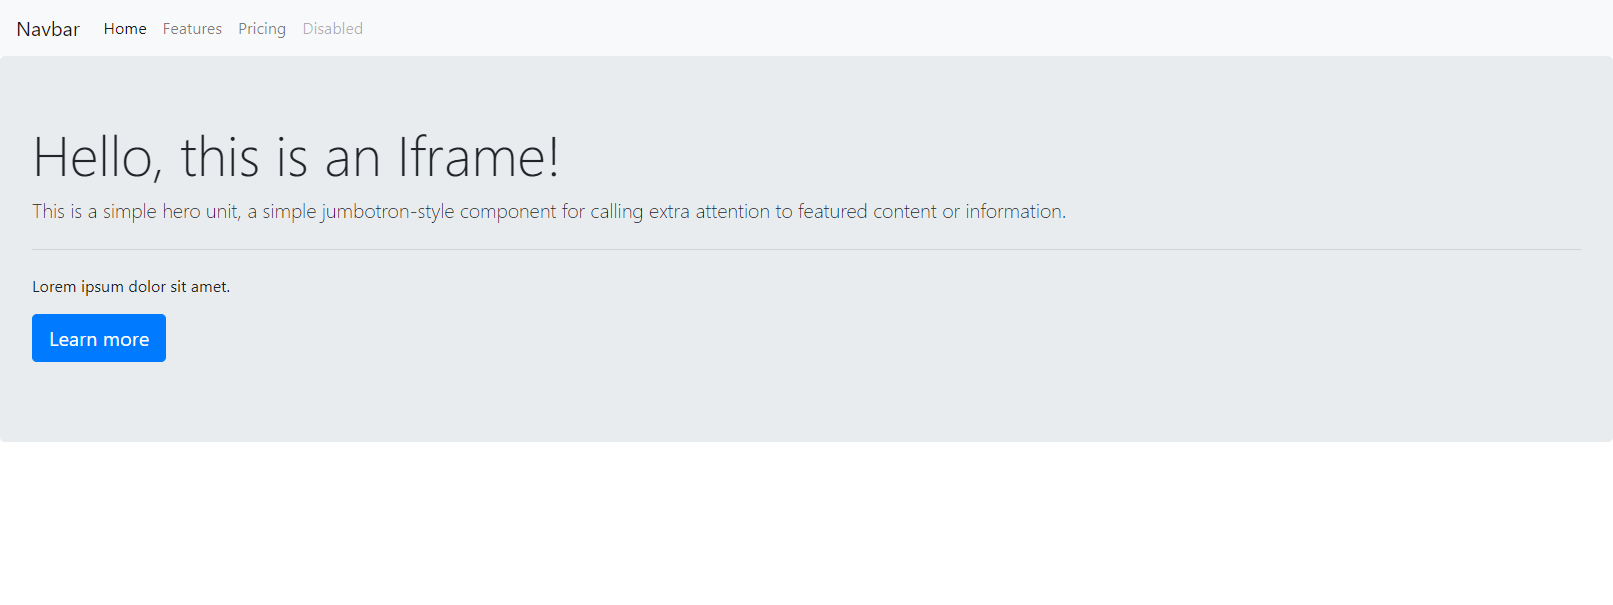 Navbar Home Features Pricing Disabled
Hello, this is an Iframe!
This is a simple hero unit, a simple jumbotron-style component for calling extra attention to featured content or information.
Lorem ipsum dolor sit amet.
Learn more